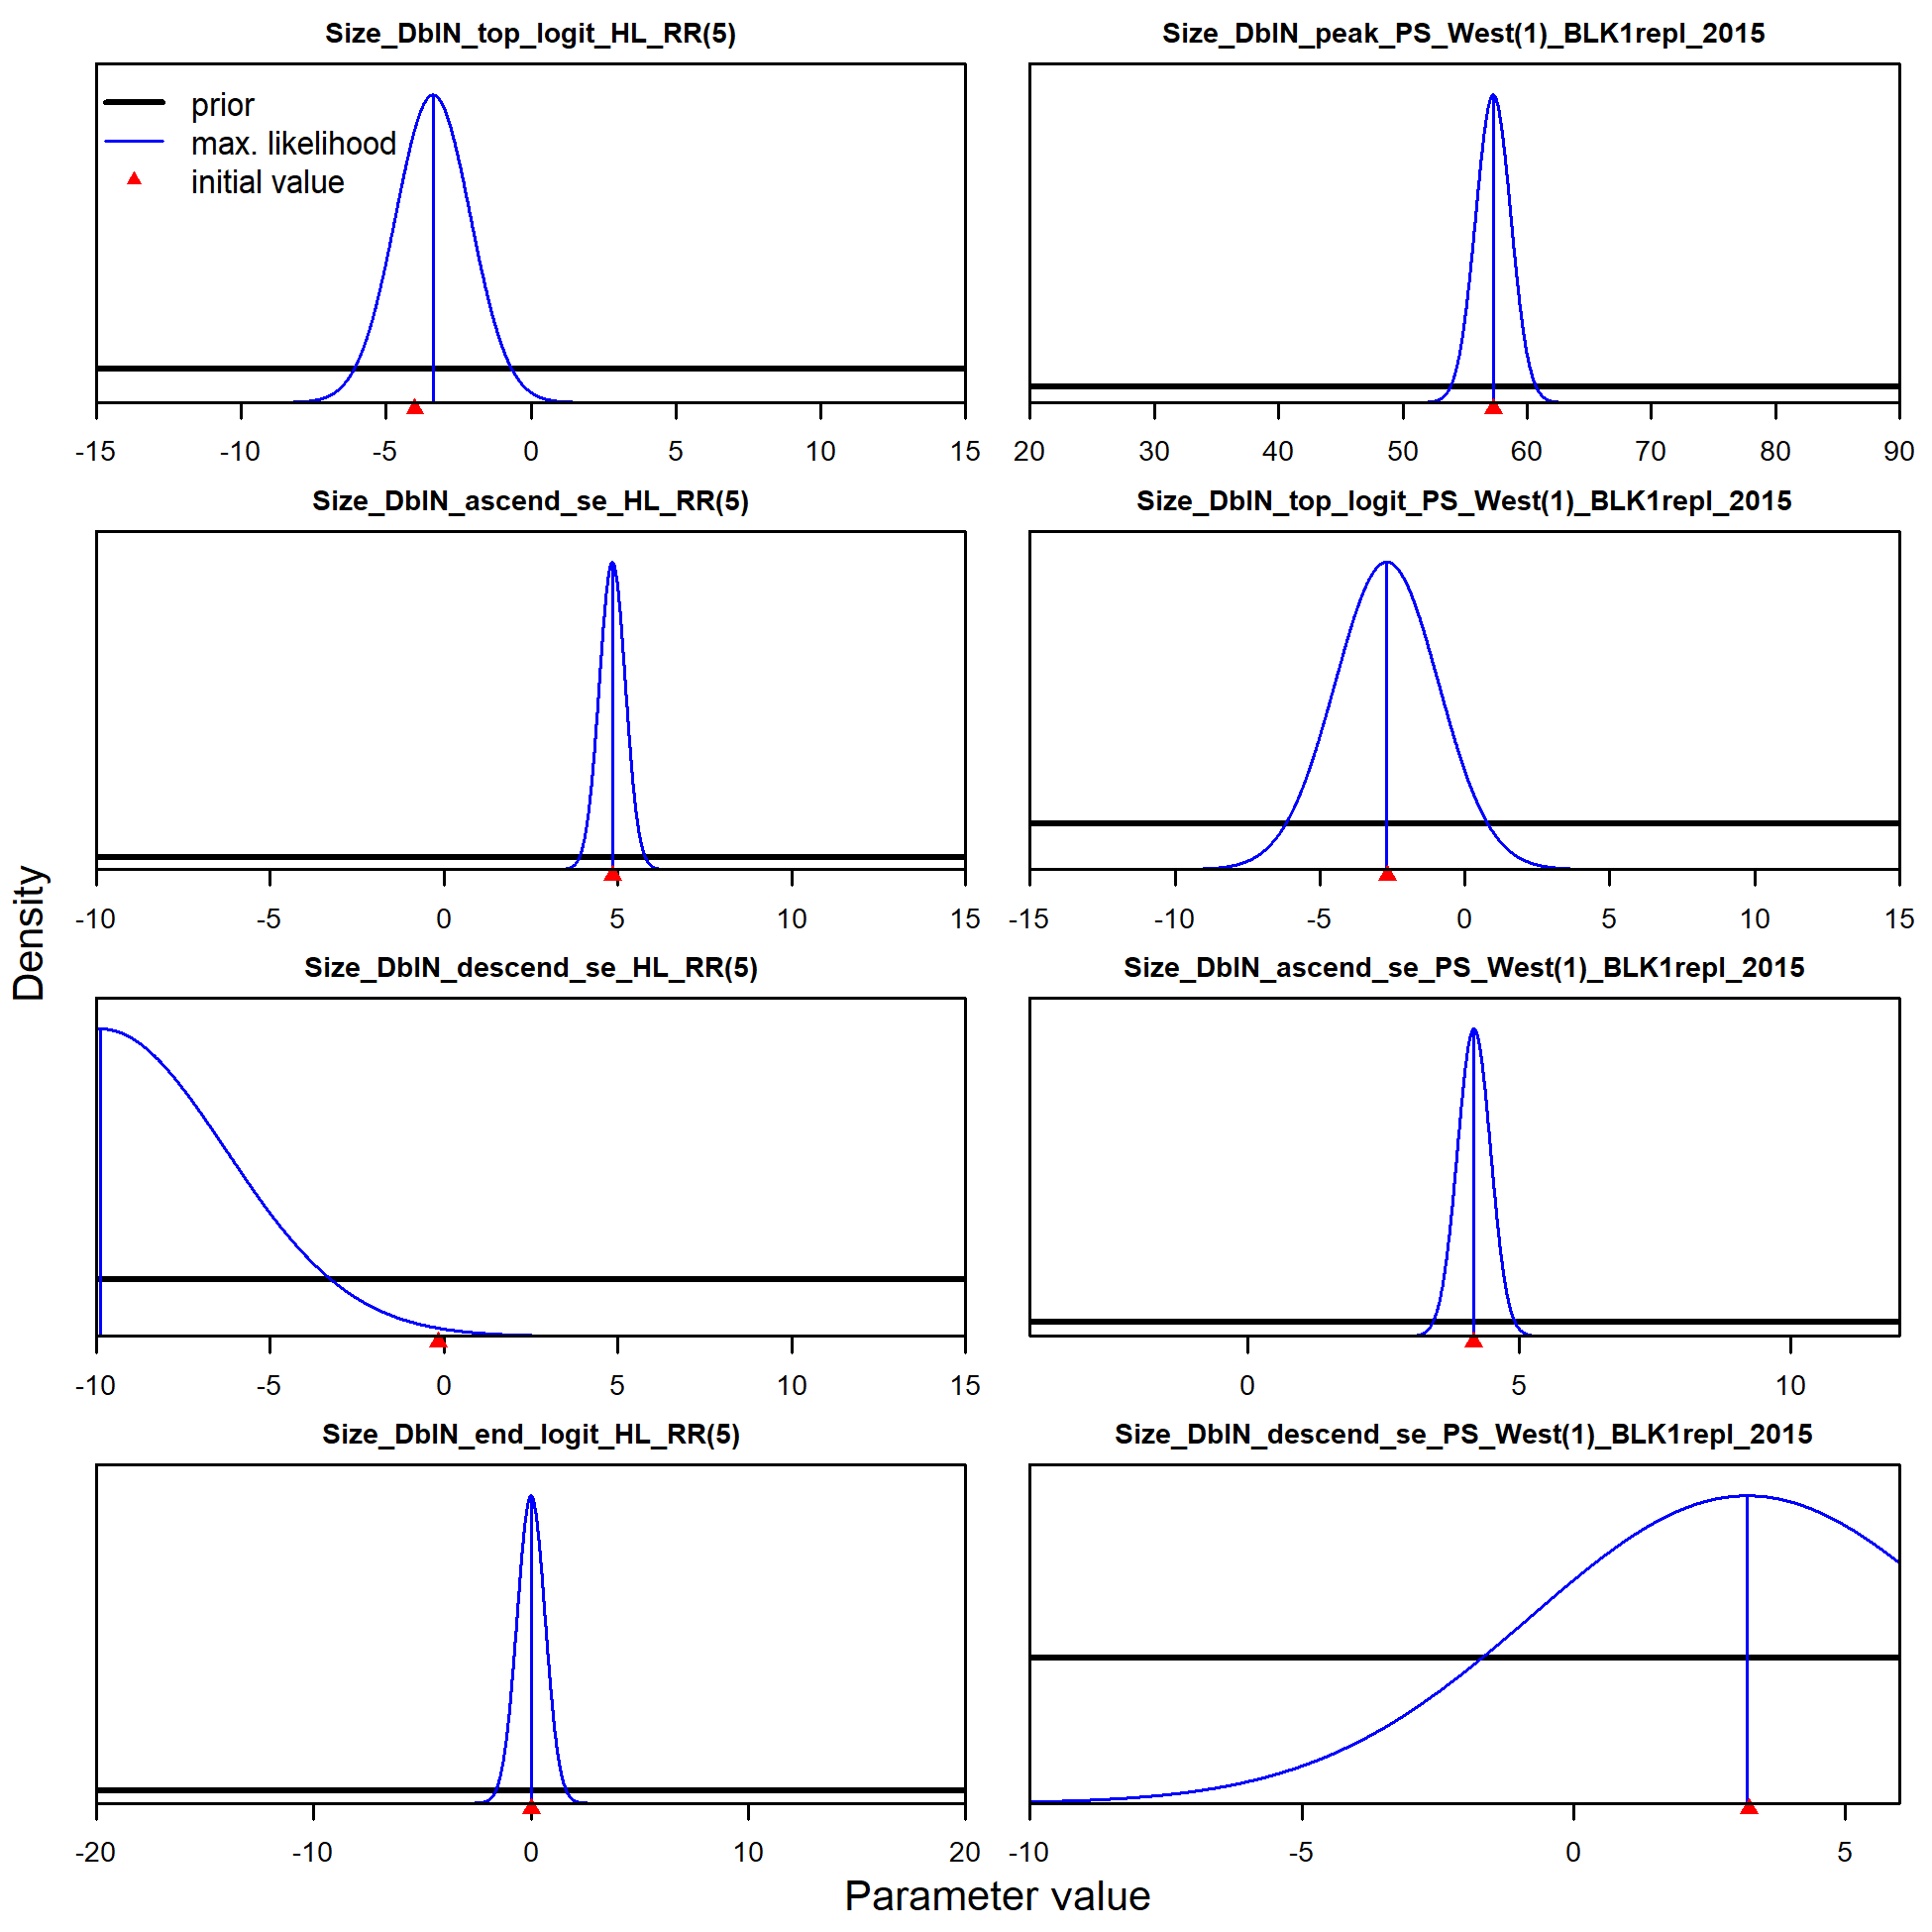 Size_DblN_top_logit_HL_RR(5)
prior
max. likelihood
initial value
-15 -10 -5 0 5 10 15
Size_DblN_peak_PS_West(1)_BLK1repl_2015
20 30 40 50 60 70 80 90
Size_DblN_ascend_se_HL_RR(5)
-10 -5 0 5 10 15
Size_DblN_top_logit_PS_West(1)_BLK1repl_2015
-15 -10 -5 0 5 10 15
Size_DblN_descend_se_HL_RR(5)
-10 -5 0 5 10 15
Size_DblN_ascend_se_PS_West(1)_BLK1repl_2015
0 5 10
Size_DblN_end_logit_HL_RR(5)
-20 -10 0 10 20
Size_DblN_descend_se_PS_West(1)_BLK1repl_2015
-10 -5 0 5
Density
Parameter value